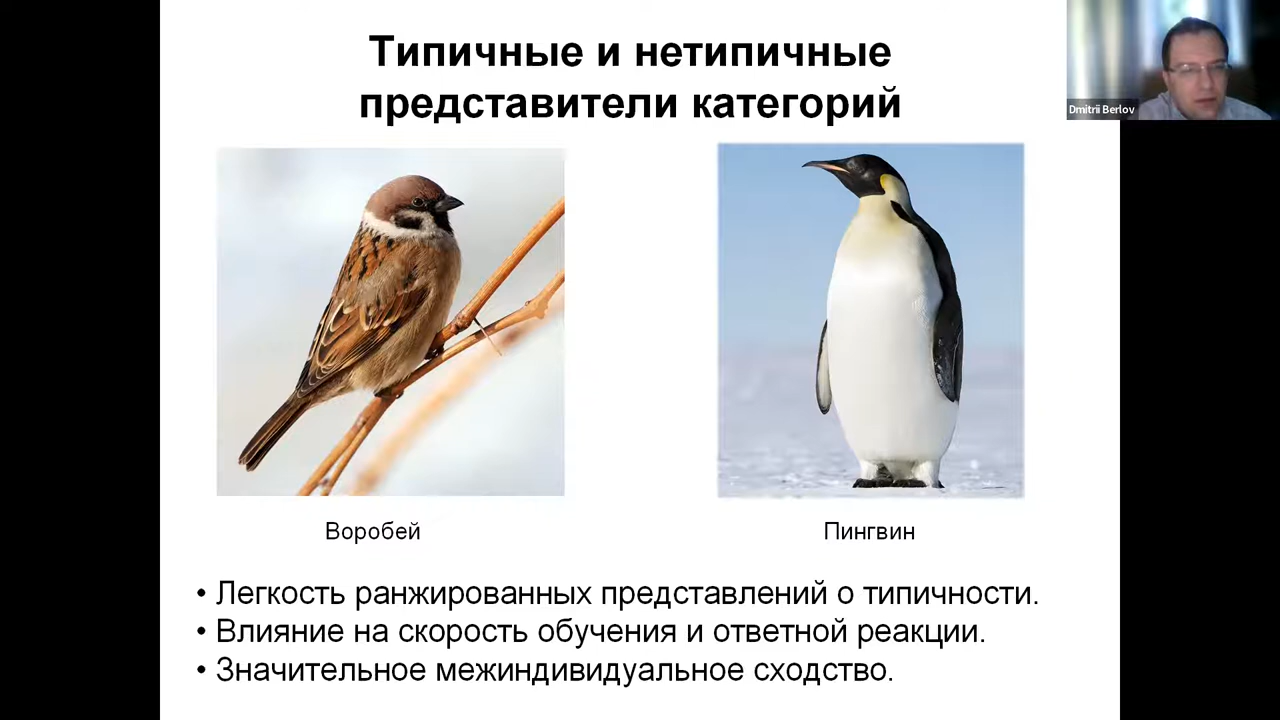 Типичные и нетипичные
представители категорий
Dmitrii Berlov
Воробей
Пингвин
• Легкость ранжированных представлений о типичности.
• Влияние на скорость обучения и ответной реакции.
• Значительное межиндивидуальное сходство.